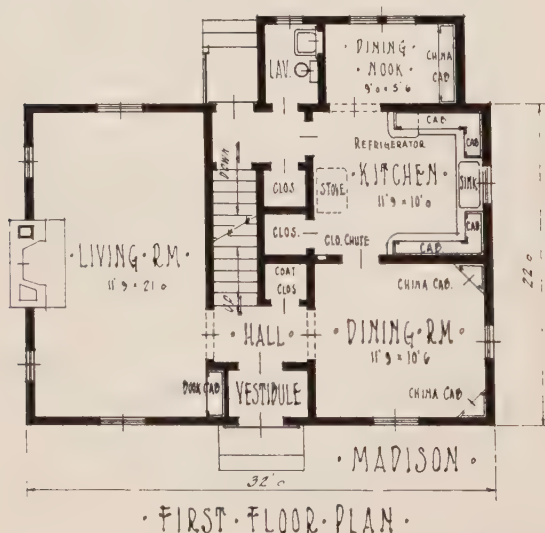 LAV.
DINING
NOOK
9'0 = 5'6
CHINA
CAB.
CAB
CAB
REFRIGERATOR
DOWN
CLOS
STOVE
KITCHEN
11'9 = 10'0
SINK
CAB
CAB
CLOS.
CLO. CHUTE
· LIVING · RM ·
11'9 = 21'0
COAT
CLOS
UP
CHINA CAB.
· HALL ·
DINING · RM ·
11'9 = 10'6
22'0
BOOK CAB
VESTIBULE
CHINA CAB
· MADISON ·
32'0
· FIRST · FLOOR · PLAN ·